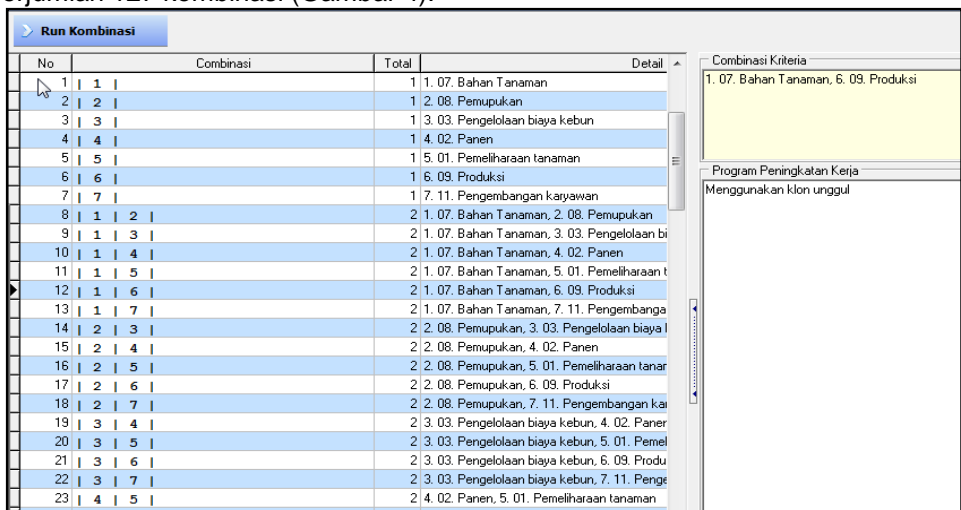 erjumlah 127 kombinasi (Gambar 4).
Run Kombinasi
No Combinasi Total Detail
1 | 1 | 1 1. 07. Bahan Tanaman
2 | 2 | 1 2. 08. Pemupukan
3 | 3 | 1 3. 03. Pengelolaan biaya kebun
4 | 4 | 1 4. 02. Panen
5 | 5 | 1 5. 01. Pemeliharaan tanaman
6 | 6 | 1 6. 09. Produksi
7 | 7 | 1 7. 11. Pengembangan karyawan
8 | 1 | 2 | 2 1. 07. Bahan Tanaman, 2. 08. Pemupukan
9 | 1 | 3 | 2 1. 07. Bahan Tanaman, 3. 03. Pengelolaan bi
10 | 1 | 4 | 2 1. 07. Bahan Tanaman, 4. 02. Panen
11 | 1 | 5 | 2 1. 07. Bahan Tanaman, 5. 01. Pemeliharaan t
12 | 1 | 6 | 2 1. 07. Bahan Tanaman, 6. 09. Produksi
13 | 1 | 7 | 2 1. 07. Bahan Tanaman, 7. 11. Pengembanga
14 | 2 | 3 | 2 2. 08. Pemupukan, 3. 03. Pengelolaan biaya
15 | 2 | 4 | 2 2. 08. Pemupukan, 4. 02. Panen
16 | 2 | 5 | 2 2. 08. Pemupukan, 5. 01. Pemeliharaan tanar
17 | 2 | 6 | 2 2. 08. Pemupukan, 6. 09. Produksi
18 | 2 | 7 | 2 2. 08. Pemupukan, 7. 11. Pengembangan kar
19 | 3 | 4 | 2 3. 03. Pengelolaan biaya kebun, 4. 02. Paner
20 | 3 | 5 | 2 3. 03. Pengelolaan biaya kebun, 5. 01. Pemel
21 | 3 | 6 | 2 3. 03. Pengelolaan biaya kebun, 6. 09. Produ
22 | 3 | 7 | 2 3. 03. Pengelolaan biaya kebun, 7. 11. Penge
23 | 4 | 5 | 2 4. 02. Panen, 5. 01. Pemeliharaan tanaman
Combinasi Kriteria
1. 07. Bahan Tanaman, 6. 09. Produksi
Program Peningkatan Kerja
Menggunakan klon unggul